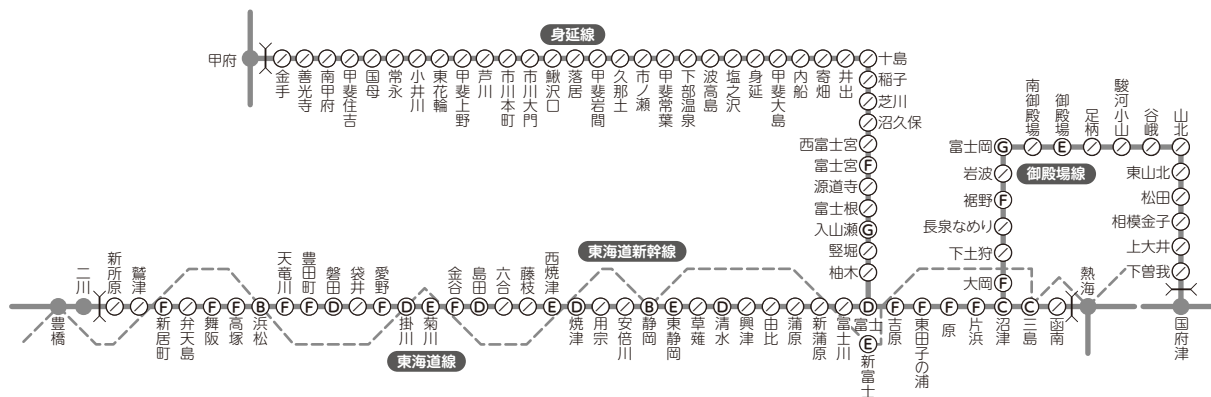 身延線
甲府
金手
善光寺
南甲府
甲斐住吉
国母
常永
小井川
東花輪
甲斐上野
芦川
市川本町
市川大門
鰍沢口
落居
甲斐岩間
久那土
市ノ瀬
甲斐常葉
下部温泉
波高島
塩之沢
身延
甲斐大島
内船
寄畑
井出
十島
稲子
芝川
沼久保
西富士宮
富士宮 F
源道寺
富士根
入山瀬 G
竪堀
柚木
御殿場線
富士岡 G
南御殿場
御殿場 E
足柄
駿河小山
谷峨
山北
東山北
松田
相模金子
上大井
下曽我
国府津
岩波
裾野 F
長泉なめり
下土狩
大岡 F
東海道新幹線
東海道線
豊橋
二川
新所原
鷲津
F 新居町
弁天島
F 舞阪
F 高塚
B 浜松
天竜川 F
豊田町 F
磐田 D
袋井
愛野 F
D 掛川
E 菊川
金谷 F
島田 D
六合
藤枝
西焼津 E
D 焼津
用宗
安倍川
B 静岡
E 東静岡
草薙
D 清水
興津
由比
蒲原
新蒲原
富士川
D 富士
E 新富士
F 吉原
F 東田子の浦
F 原
F 片浜
C 沼津
C 三島
函南
熱海